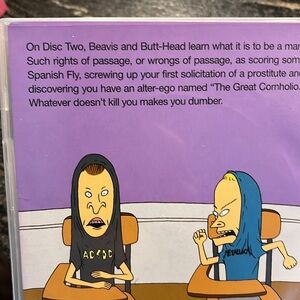 On Disc Two, Beavis and Butt-Head learn what it is to be a man
Such rights of passage, or wrongs of passage, as scoring som
Spanish Fly, screwing up your first solicitation of a prostitute an
discovering you have an alter-ego named "The Great Cornholio.
Whatever doesn't kill you makes you dumber.
AC/DC
METALLICA